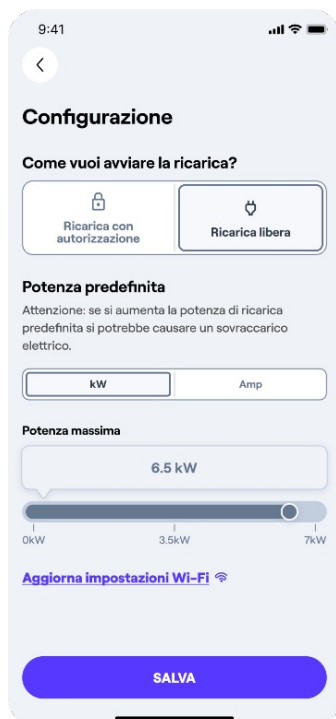 9:41
Configurazione
Come vuoi avviare la ricarica?
Ricarica con
autorizzazione
Ricarica libera
Potenza predefinita
Attenzione: se si aumenta la potenza di ricarica
predefinita si potrebbe causare un sovraccarico
elettrico.
kW
Amp
Potenza massima
6.5 kW
0kW
3.5kW
7kW
Aggiorna impostazioni Wi-Fi
SALVA